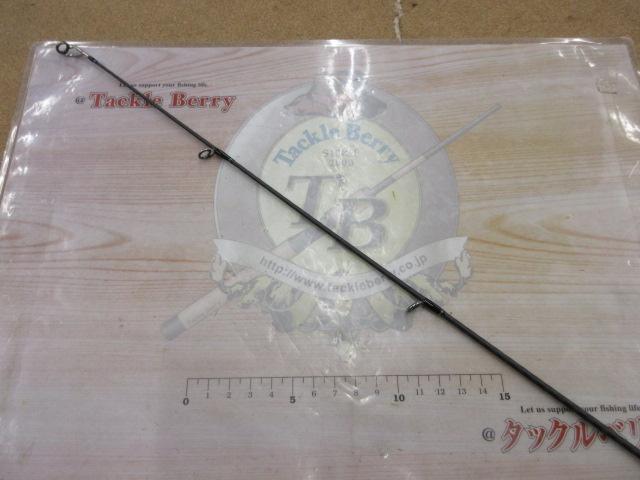 Let us support your fishing life.
@ Tackle Berry
Tackle Berry
SINCE
TB
http://www.tackleberry.co.jp
0 1 2 3 4 5 6 7 8 9 10 11 12 13 14 15
Let us support your fishing life
@ タックルベリ